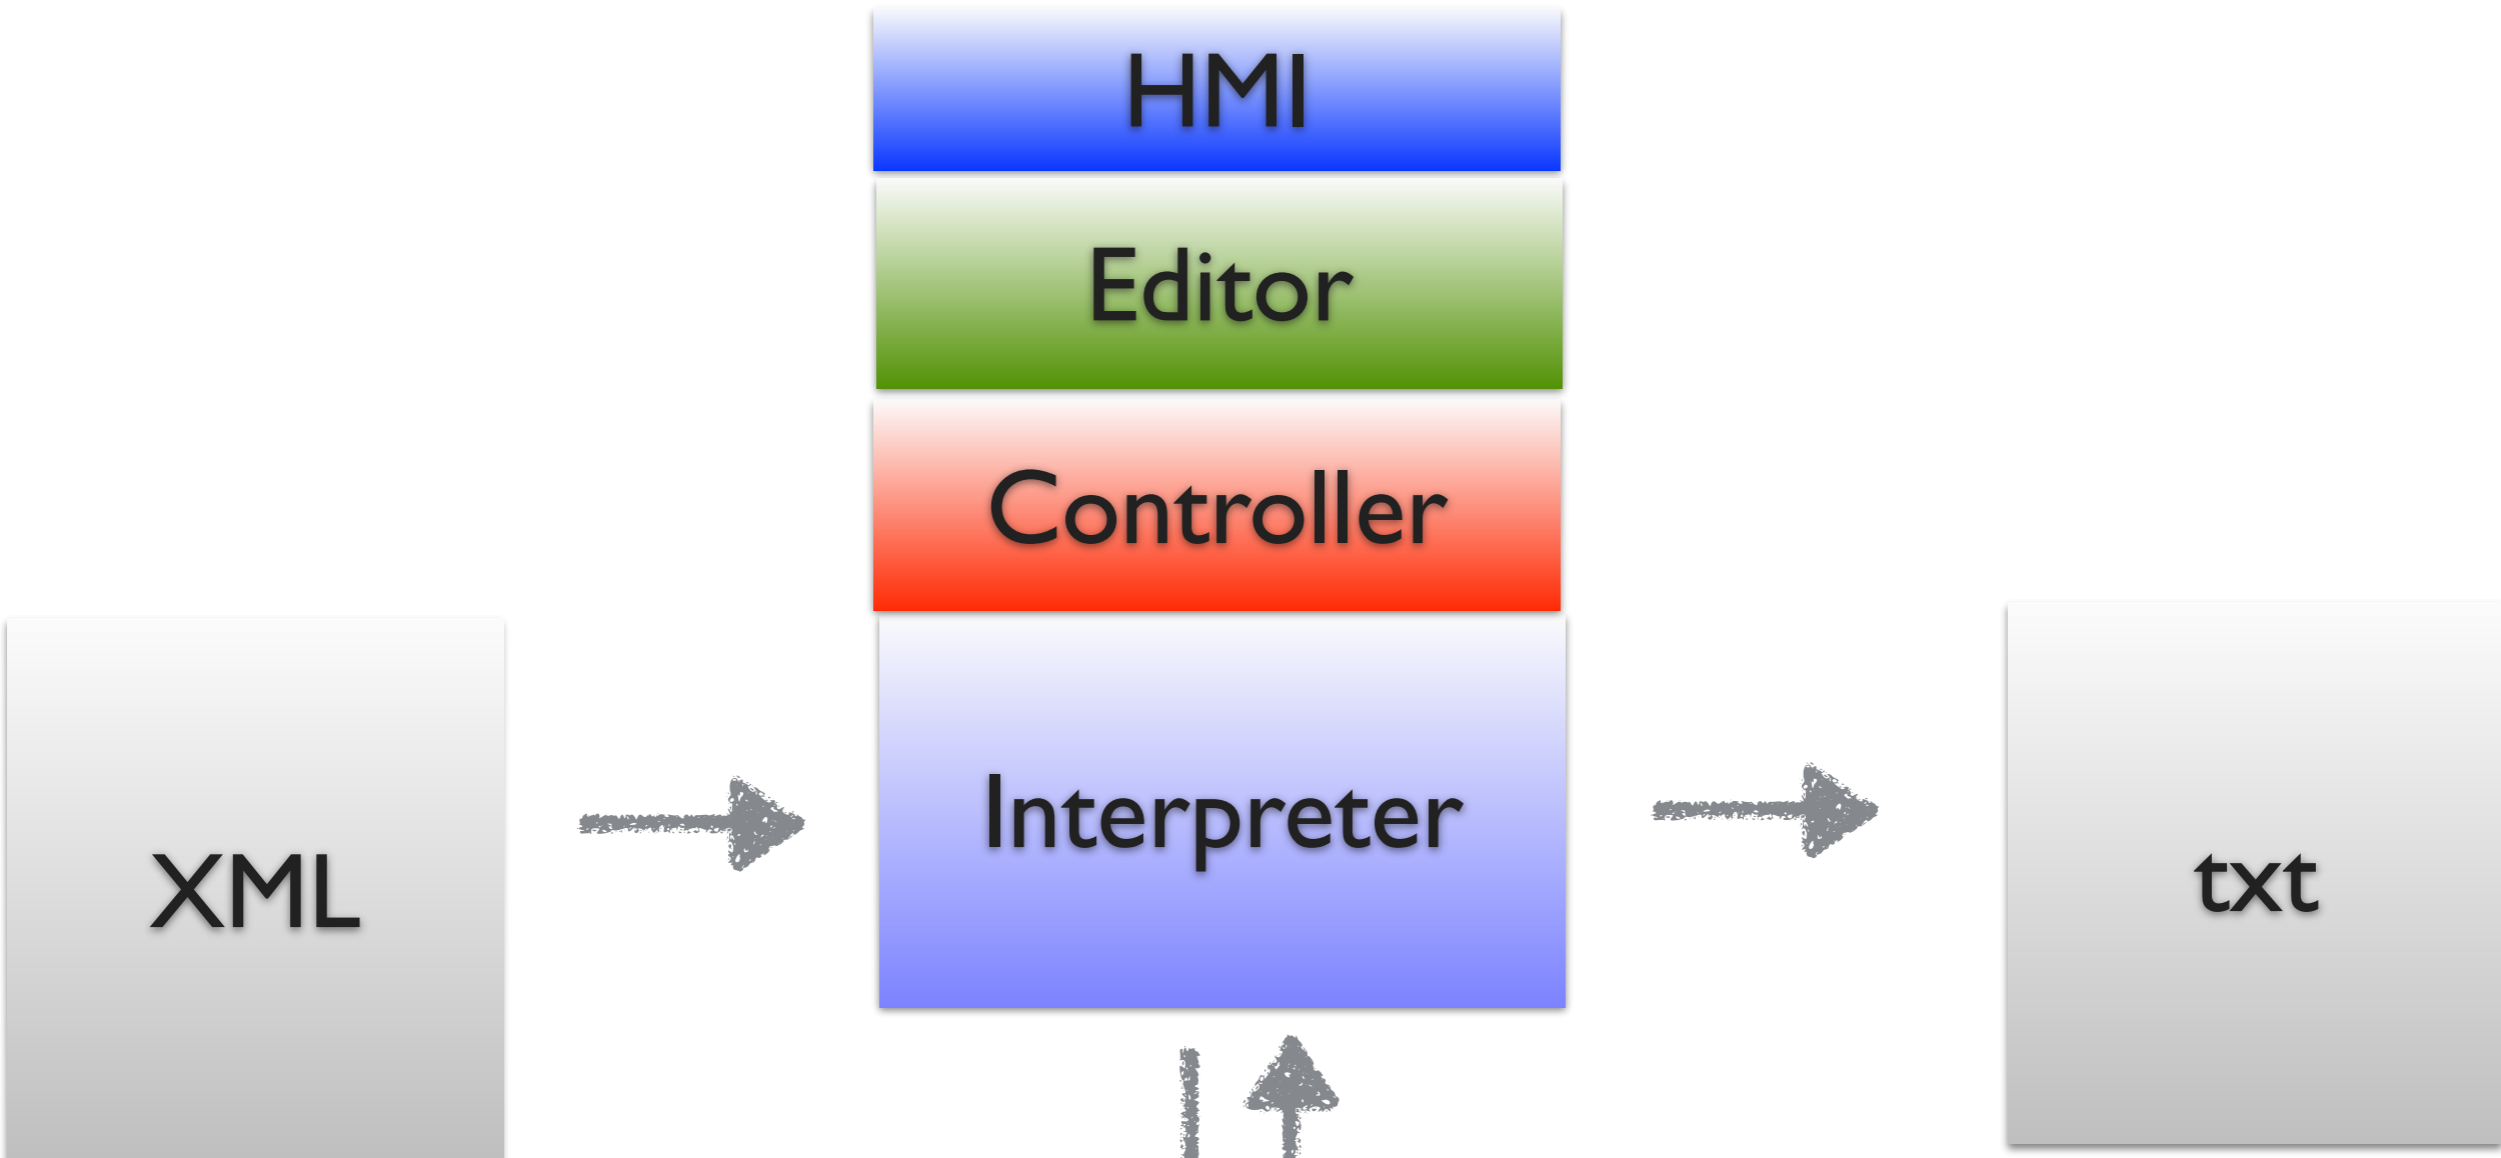 HMI
Editor
Controller
Interpreter
XML
txt